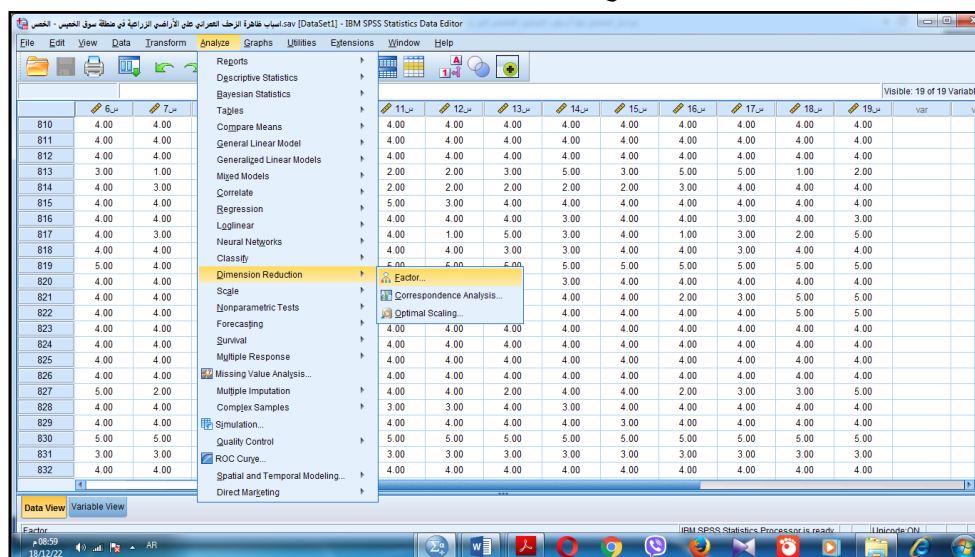 اسباب ظاهرة الزحف العمراني على الأراضي الزراعية في منطقة سوق الخميس - الخمس.sav [DataSet1] - IBM SPSS Statistics Data Editor
File Edit View Data Transform Analyze Graphs Utilities Extensions Window Help
Visible: 19 of 19 Variabl
س6 س7 س11 س12 س13 س14 س15 س16 س17 س18 س19 var v
810 4.00 4.00 4.00 4.00 4.00 4.00 4.00 4.00 4.00 4.00 4.00
811 4.00 4.00 4.00 4.00 4.00 4.00 4.00 4.00 4.00 4.00 4.00
812 4.00 4.00 4.00 4.00 4.00 4.00 4.00 4.00 4.00 4.00 4.00
813 3.00 1.00 2.00 2.00 3.00 5.00 3.00 5.00 5.00 1.00 2.00
814 4.00 3.00 2.00 2.00 2.00 2.00 2.00 3.00 4.00 4.00 4.00
815 4.00 4.00 5.00 3.00 4.00 4.00 4.00 4.00 4.00 4.00 4.00
816 4.00 4.00 4.00 4.00 4.00 3.00 4.00 4.00 3.00 4.00 3.00
817 4.00 3.00 4.00 1.00 5.00 3.00 4.00 1.00 3.00 2.00 5.00
818 4.00 4.00 4.00 4.00 3.00 3.00 4.00 4.00 3.00 4.00 4.00
819 5.00 4.00 5.00 5.00 5.00 5.00 5.00 5.00 5.00 5.00 5.00
820 4.00 4.00 3.00 4.00 4.00 4.00 4.00 4.00
821 4.00 4.00 4.00 4.00 2.00 3.00 5.00 5.00
822 4.00 4.00 4.00 4.00 4.00 4.00 5.00 5.00
823 4.00 4.00 4.00 4.00 4.00 4.00 4.00 4.00 4.00 4.00 4.00
824 4.00 4.00 4.00 4.00 4.00 4.00 4.00 4.00 4.00 4.00 4.00
825 4.00 4.00 4.00 4.00 4.00 4.00 4.00 4.00 4.00 4.00 4.00
826 4.00 4.00 4.00 4.00 4.00 4.00 4.00 4.00 4.00 4.00 4.00
827 5.00 2.00 4.00 4.00 2.00 4.00 4.00 2.00 3.00 3.00 5.00
828 4.00 4.00 3.00 3.00 4.00 3.00 4.00 4.00 4.00 4.00 4.00
829 4.00 4.00 4.00 4.00 4.00 4.00 3.00 4.00 4.00 4.00 4.00
830 5.00 5.00 5.00 5.00 5.00 5.00 5.00 5.00 5.00 5.00 5.00
831 3.00 3.00 3.00 3.00 3.00 3.00 3.00 3.00 3.00 3.00 3.00
832 4.00 4.00 4.00 4.00 4.00 4.00 4.00 4.00 4.00 4.00 4.00
Reports
Descriptive Statistics
Bayesian Statistics
Tables
Compare Means
General Linear Model
Generalized Linear Models
Mixed Models
Correlate
Regression
Loglinear
Neural Networks
Classify
Dimension Reduction
Scale
Nonparametric Tests
Forecasting
Survival
Multiple Response
Missing Value Analysis...
Multiple Imputation
Complex Samples
Simulation...
Quality Control
ROC Curve...
Spatial and Temporal Modeling...
Direct Marketing
Factor...
Correspondence Analysis...
Optimal Scaling...
Data View Variable View
Factor IBM SPSS Statistics Processor is ready Unicode:ON
08:59 م
18/12/22
AR